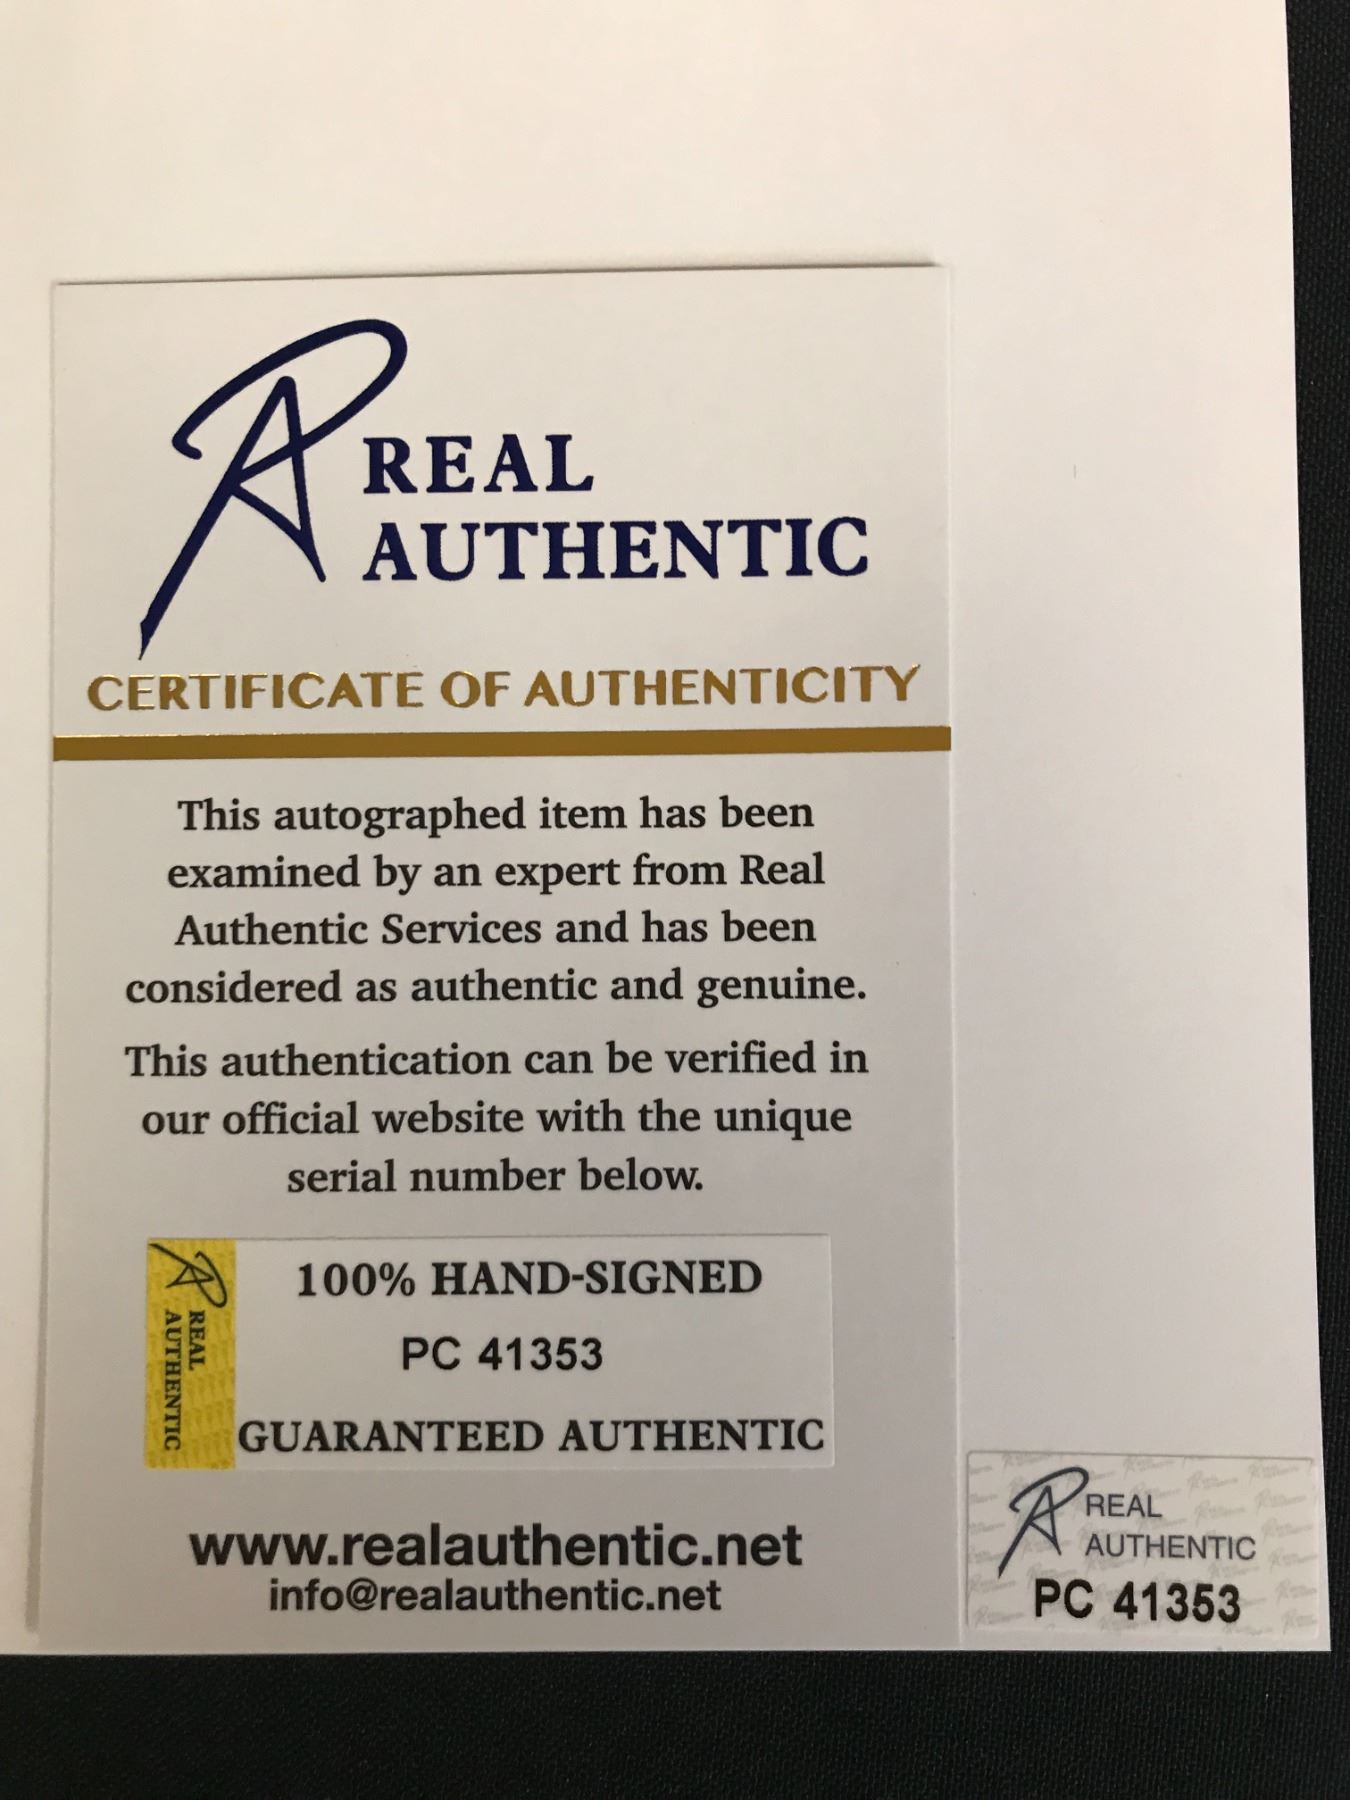 REAL
AUTHENTIC
CERTIFICATE OF AUTHENTICITY
This autographed item has been
examined by an expert from Real
Authentic Services and has been
considered as authentic and genuine.
This authentication can be verified in
our official website with the unique
serial number below.
REAL
AUTHENTIC
100% HAND-SIGNED
PC 41353
GUARANTEED AUTHENTIC
www.realauthentic.net
info@realauthentic.net
REAL
AUTHENTIC
PC 41353